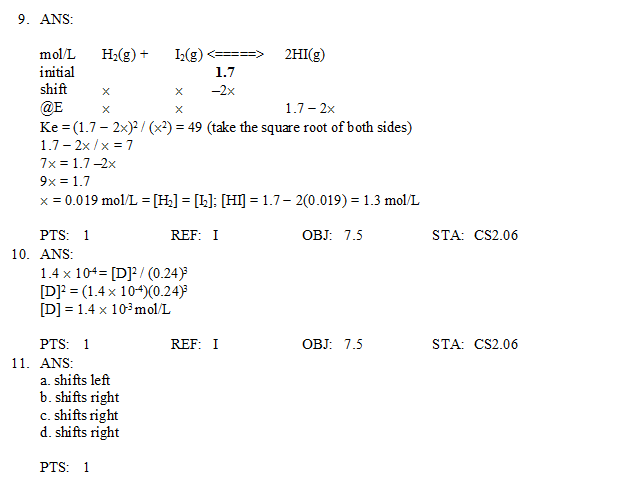 9. ANS:
mol/L H₂(g) + I₂(g) <=====> 2HI(g)
initial 1.7
shift x x –2x
@E x x 1.7 – 2x
Ke = (1.7 – 2x)² / (x²) = 49 (take the square root of both sides)
1.7 – 2x / x = 7
7x = 1.7 –2x
9x = 1.7
x = 0.019 mol/L = [H₂] = [I₂]; [HI] = 1.7 – 2(0.019) = 1.3 mol/L
PTS: 1 REF: I OBJ: 7.5 STA: CS2.06
10. ANS:
1.4 × 10⁻⁴= [D]² / (0.24)³
[D]² = (1.4 × 10⁻⁴)(0.24)³
[D] = 1.4 × 10⁻³ mol/L
PTS: 1 REF: I OBJ: 7.5 STA: CS2.06
11. ANS:
a. shifts left
b. shifts right
c. shifts right
d. shifts right
PTS: 1